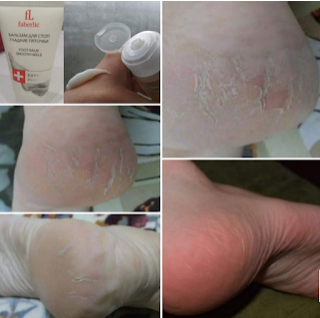 fL
faberlic
БАЛЬЗАМ ДЛЯ СТОП
ГЛАДКИЕ ПЯТОЧКИ
FOOT BALM
SMOOTH HEELS